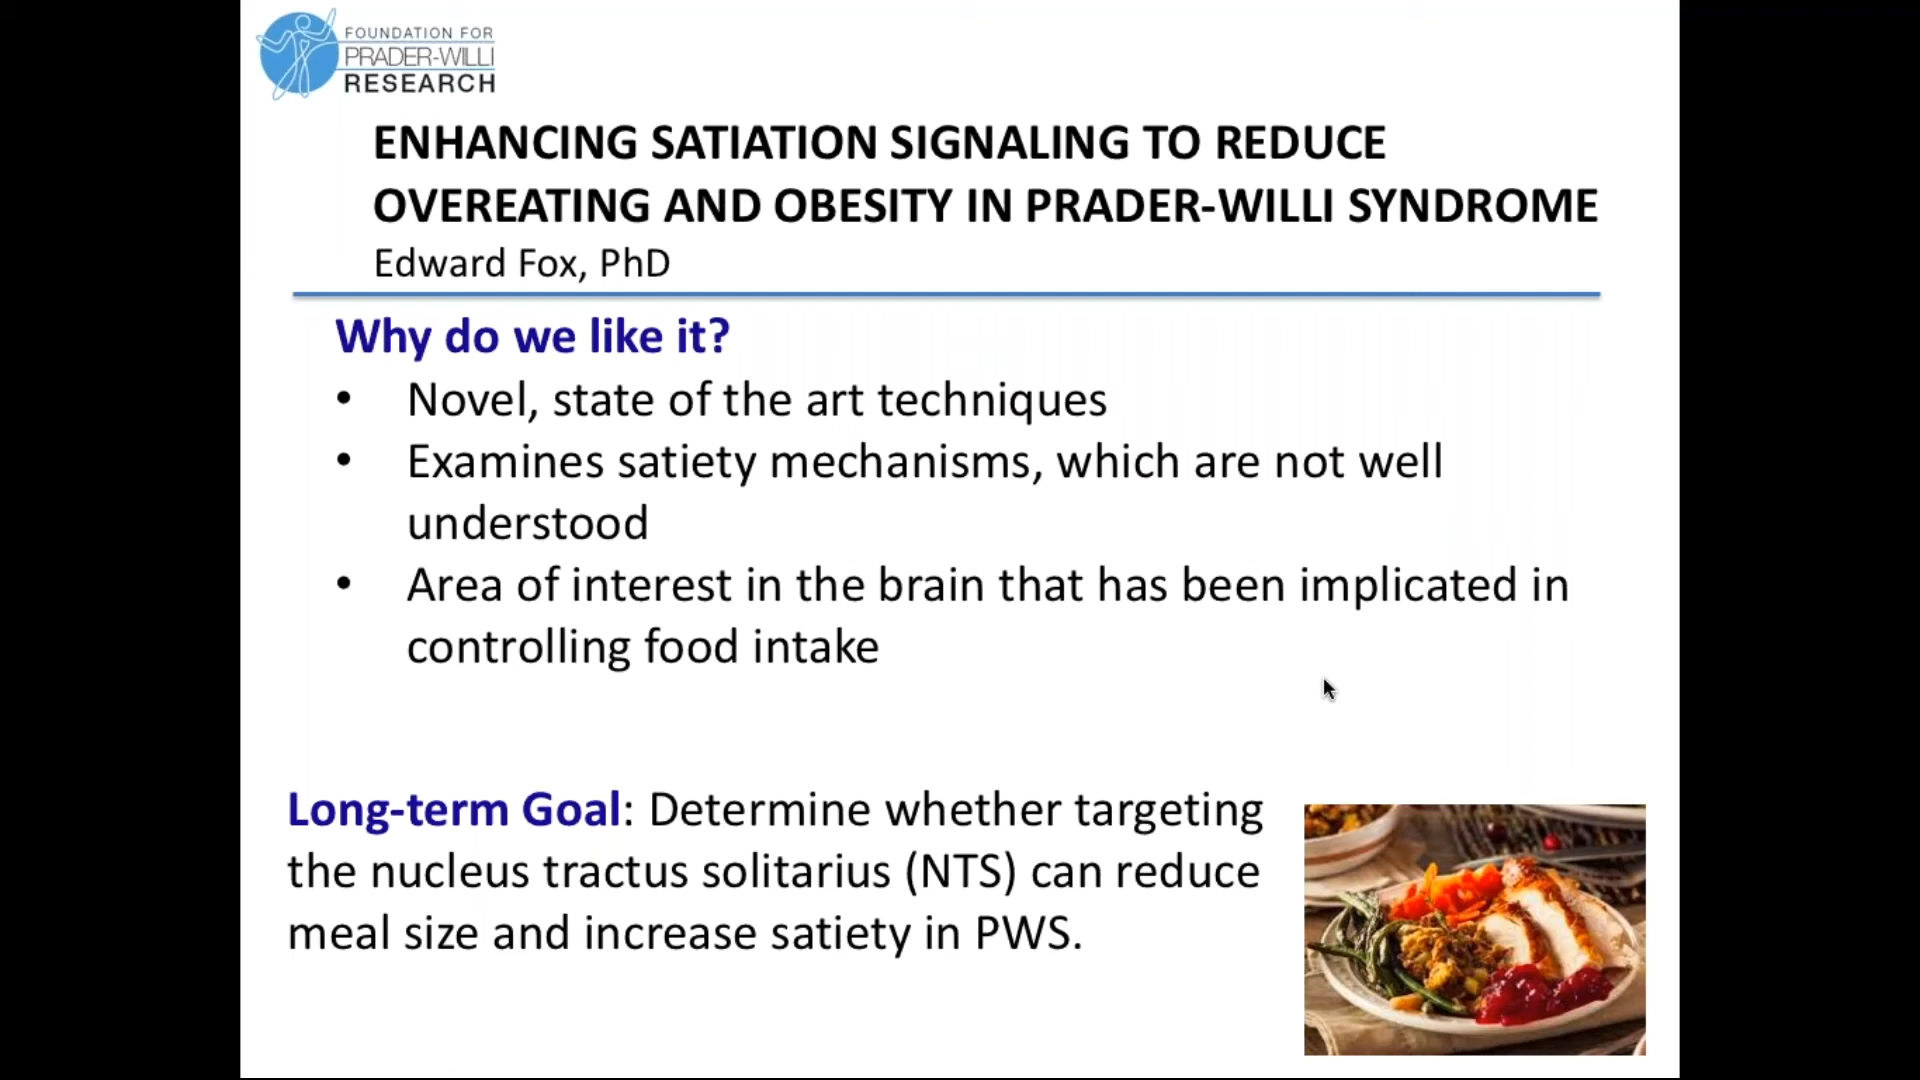 FOUNDATION FOR
PRADER-WILLI
RESEARCH
ENHANCING SATIATION SIGNALING TO REDUCE
OVEREATING AND OBESITY IN PRADER-WILLI SYNDROME
Edward Fox, PhD
Why do we like it?
• Novel, state of the art techniques
• Examines satiety mechanisms, which are not well
understood
• Area of interest in the brain that has been implicated in
controlling food intake
Long-term Goal: Determine whether targeting
the nucleus tractus solitarius (NTS) can reduce
meal size and increase satiety in PWS.